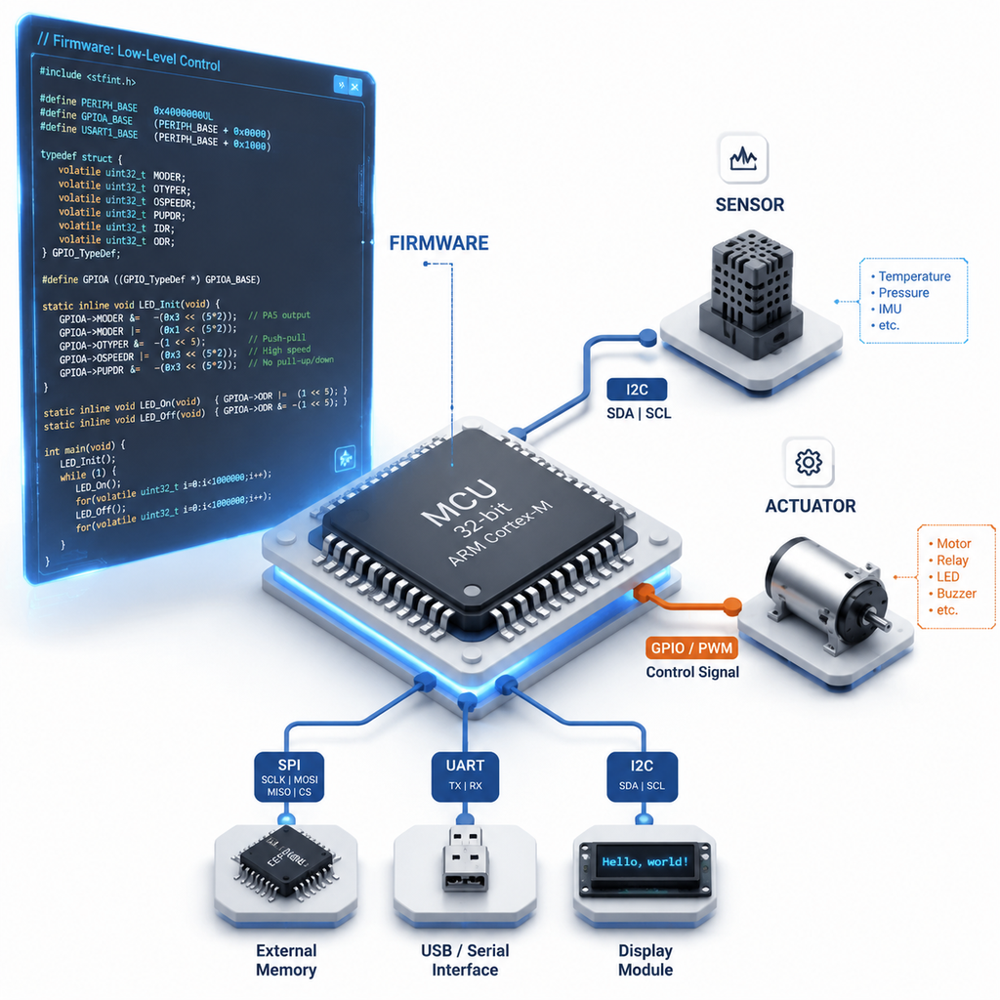 // Firmware: Low-Level Control
#include <stfint.h>
#define PERIPH_BASE 0x4000000UL
#define GPIOA_BASE (PERIPH_BASE + 0x0000)
#define USART1_BASE (PERIPH_BASE + 0x1000)
typedef struct {
volatile uint32_t MODER;
volatile uint32_t OTYPER;
volatile uint32_t OSPEEDR;
volatile uint32_t PUPDR;
volatile uint32_t IDR;
volatile uint32_t ODR;
} GPIO_TypeDef;
#define GPIOA ((GPIO_TypeDef *) GPIOA_BASE)
static inline void LED_Init(void) {
GPIOA->MODER &= ~(0x3 << (5*2)); // PA5 output
GPIOA->MODER |= (0x1 << (5*2));
GPIOA->OTYPER &= ~(1 << 5); // Push-pull
GPIOA->OSPEEDR |= (0x3 << (5*2)); // High speed
GPIOA->PUPDR &= ~(0x3 << (5*2)); // No pull-up/down
}
static inline void LED_On(void) { GPIOA->ODR |= (1 << 5); }
static inline void LED_Off(void) { GPIOA->ODR &= ~(1 << 5); }
int main(void) {
LED_Init();
while (1) {
LED_On();
for(volatile uint32_t i=0:i<1000000;i++);
LED_Off();
for(volatile uint32_t i=0:i<1000000;i++);
}
}
FIRMWARE
MCU
32-bit
ARM Cortex-M
SENSOR
• Temperature
• Pressure
• IMU
• etc.
I2C
SDA | SCL
ACTUATOR
• Motor
• Relay
• LED
• Buzzer
• etc.
GPIO / PWM
Control Signal
SPI
SCLK | MOSI
MISO | CS
UART
TX | RX
I2C
SDA | SCL
Hello, world!
External
Memory
USB / Serial
Interface
Display
Module